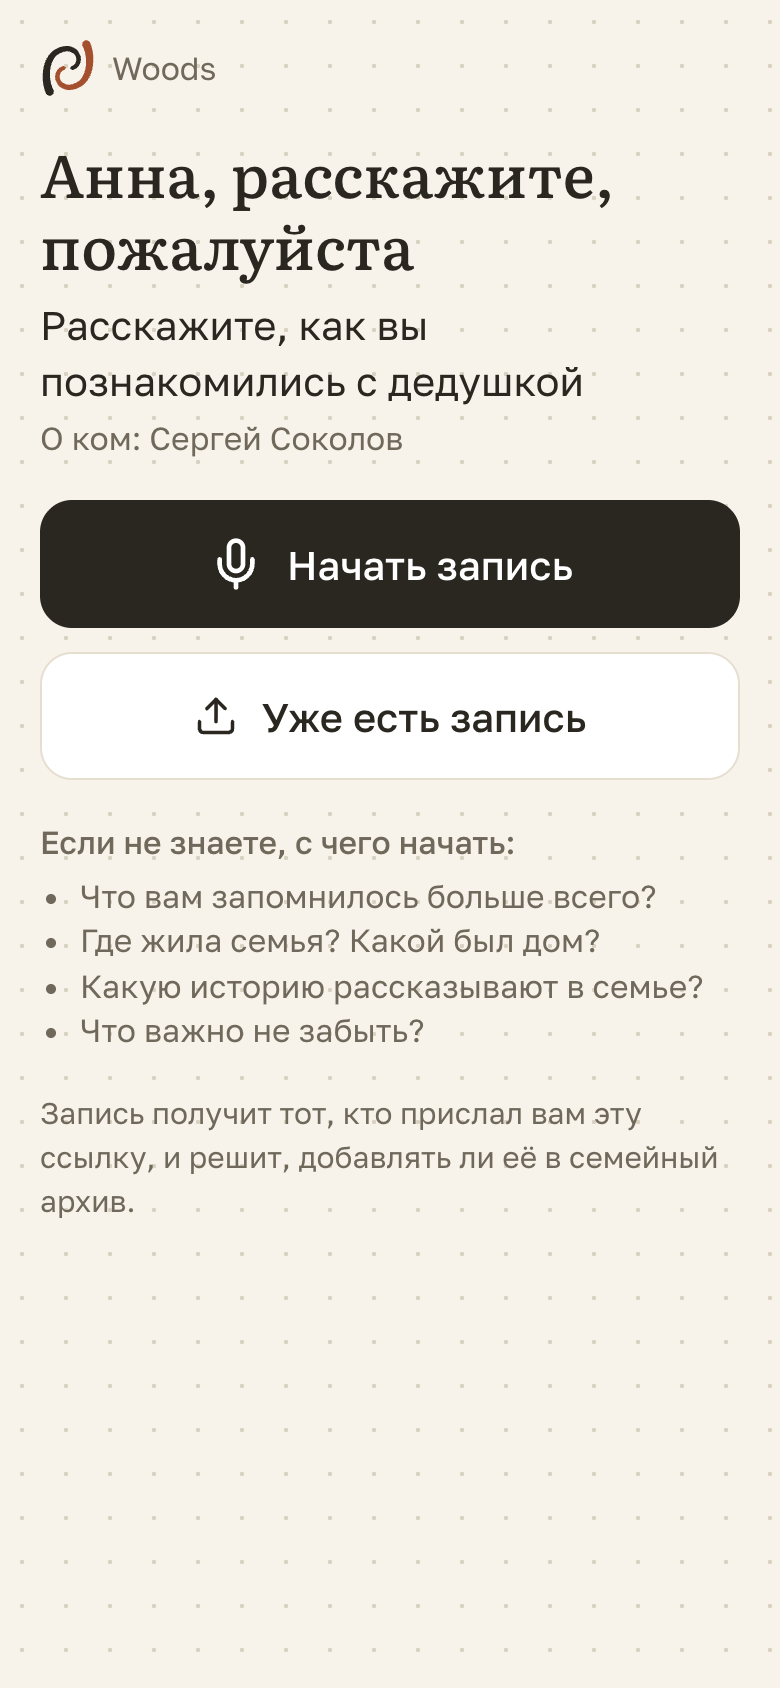 Woods
Анна, расскажите,
пожалуйста
Расскажите, как вы
познакомились с дедушкой
О ком: Сергей Соколов
Начать запись
Уже есть запись
Если не знаете, с чего начать:
• Что вам запомнилось больше всего?
• Где жила семья? Какой был дом?
• Какую историю рассказывают в семье?
• Что важно не забыть?
Запись получит тот, кто прислал вам эту
ссылку, и решит, добавлять ли её в семейный
архив.